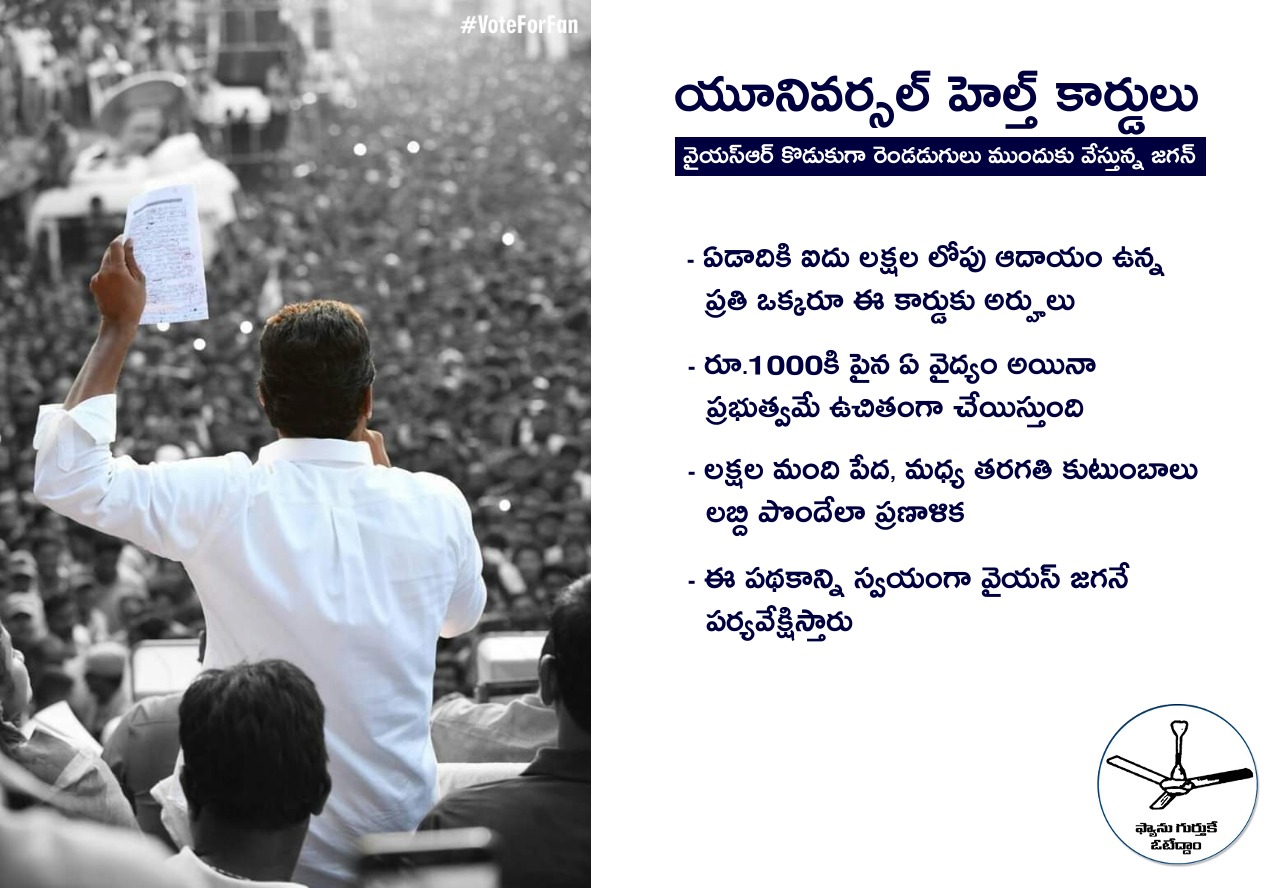 #VoteForFan
యూనివర్సల్ హెల్త్ కార్డులు
వైయస్ఆర్ కొడుకుగా రెండడుగులు ముందుకు వేస్తున్న జగన్
- ఏడాదికి ఐదు లక్షల లోపు ఆదాయం ఉన్న
ప్రతి ఒక్కరూ ఈ కార్డుకు అర్హులు
- రూ.1000కి పైన ఏ వైద్యం అయినా
ప్రభుత్వమే ఉచితంగా చేయిస్తుంది
- లక్షల మంది పేద, మధ్య తరగతి కుటుంబాలు
లబ్ది పొందేలా ప్రణాళిక
- ఈ పథకాన్ని స్వయంగా వైయస్ జగనే
పర్యవేక్షిస్తారు
ఫ్యాను గుర్తుకే
ఓటేద్దాం